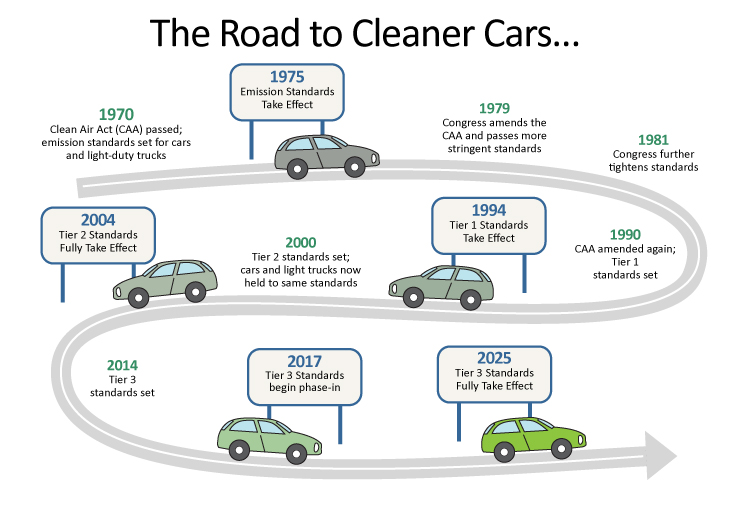 The Road to Cleaner Cars...
1970
Clean Air Act (CAA) passed;
emission standards set for cars
and light-duty trucks
1975
Emission Standards
Take Effect
1979
Congress amends the
CAA and passes more
stringent standards
1981
Congress further
tightens standards
1990
CAA amended again;
Tier 1
standards set
1994
Tier 1 Standards
Take Effect
2000
Tier 2 standards set;
cars and light trucks now
held to same standards
2004
Tier 2 Standards
Fully Take Effect
2014
Tier 3
standards set
2017
Tier 3 Standards
begin phase-in
2025
Tier 3 Standards
Fully Take Effect